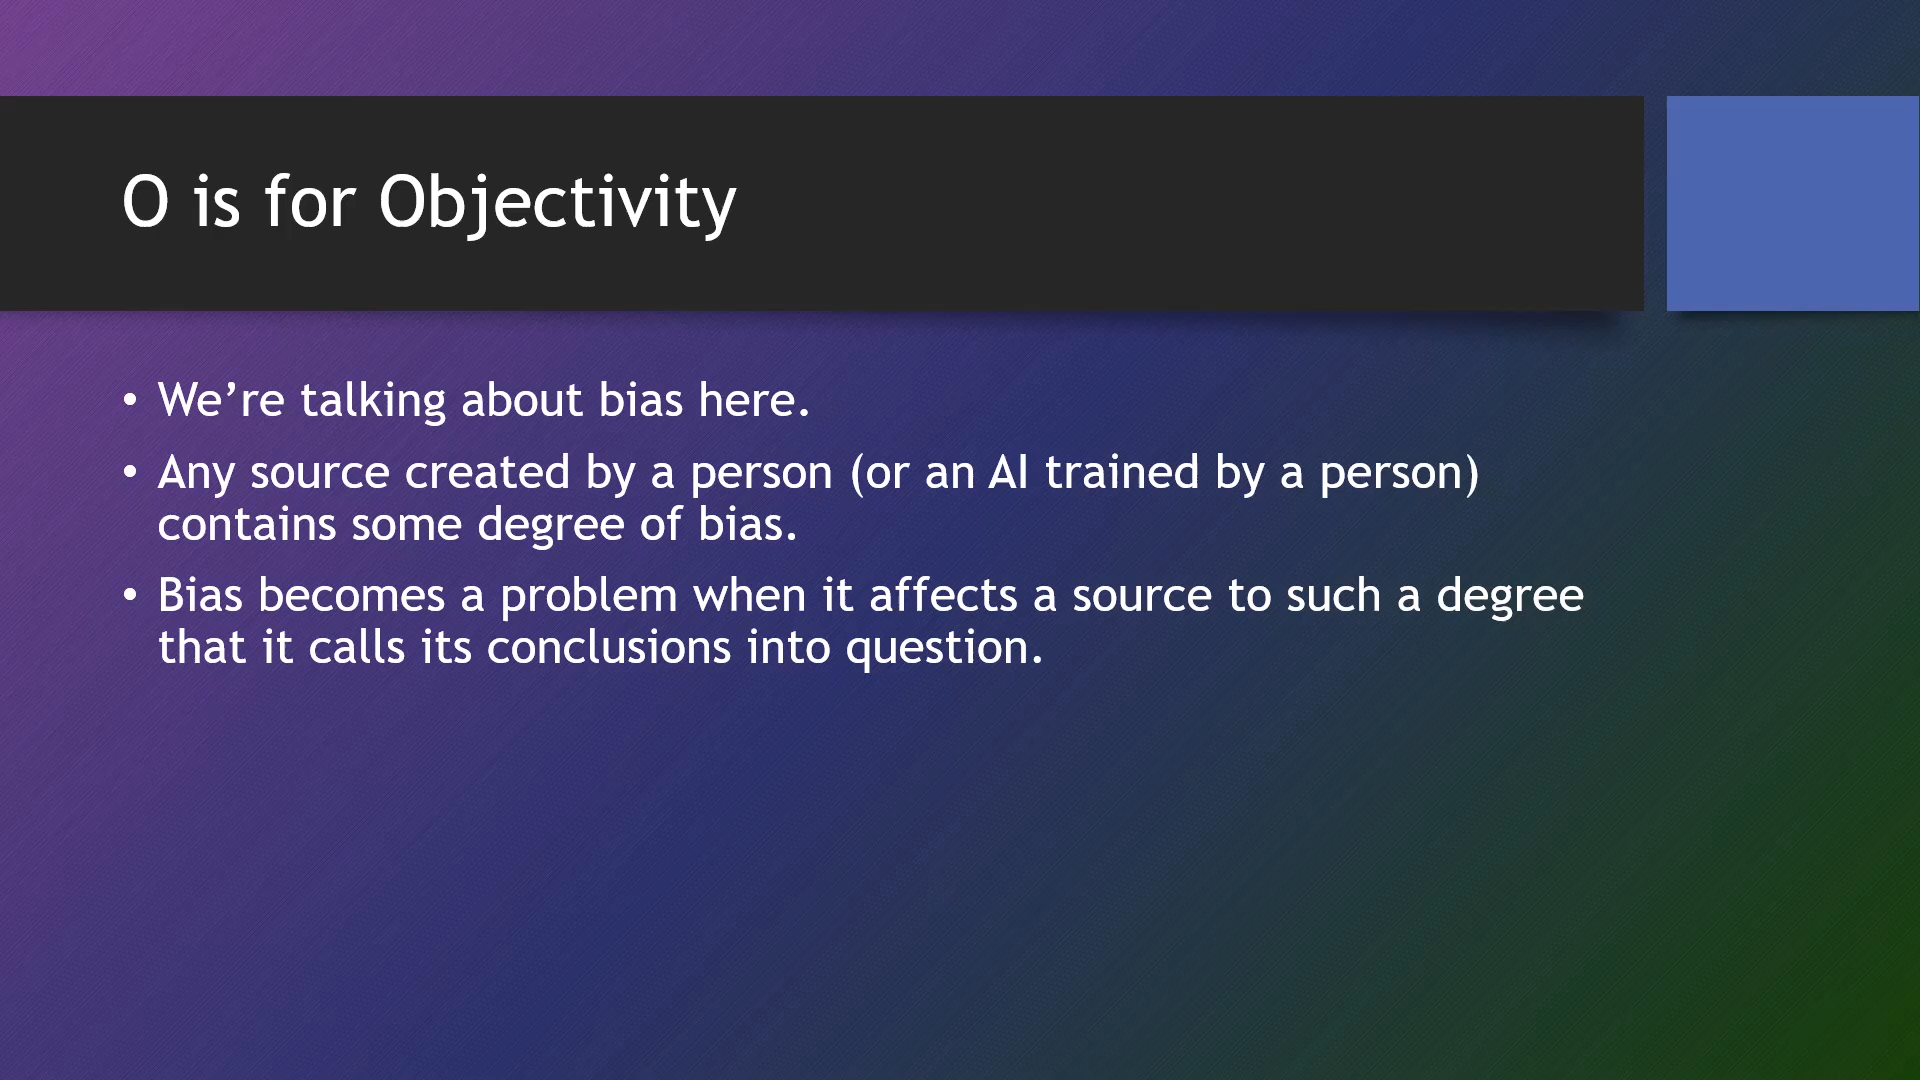 O is for Objectivity
• We’re talking about bias here.
• Any source created by a person (or an AI trained by a person)
contains some degree of bias.
• Bias becomes a problem when it affects a source to such a degree
that it calls its conclusions into question.